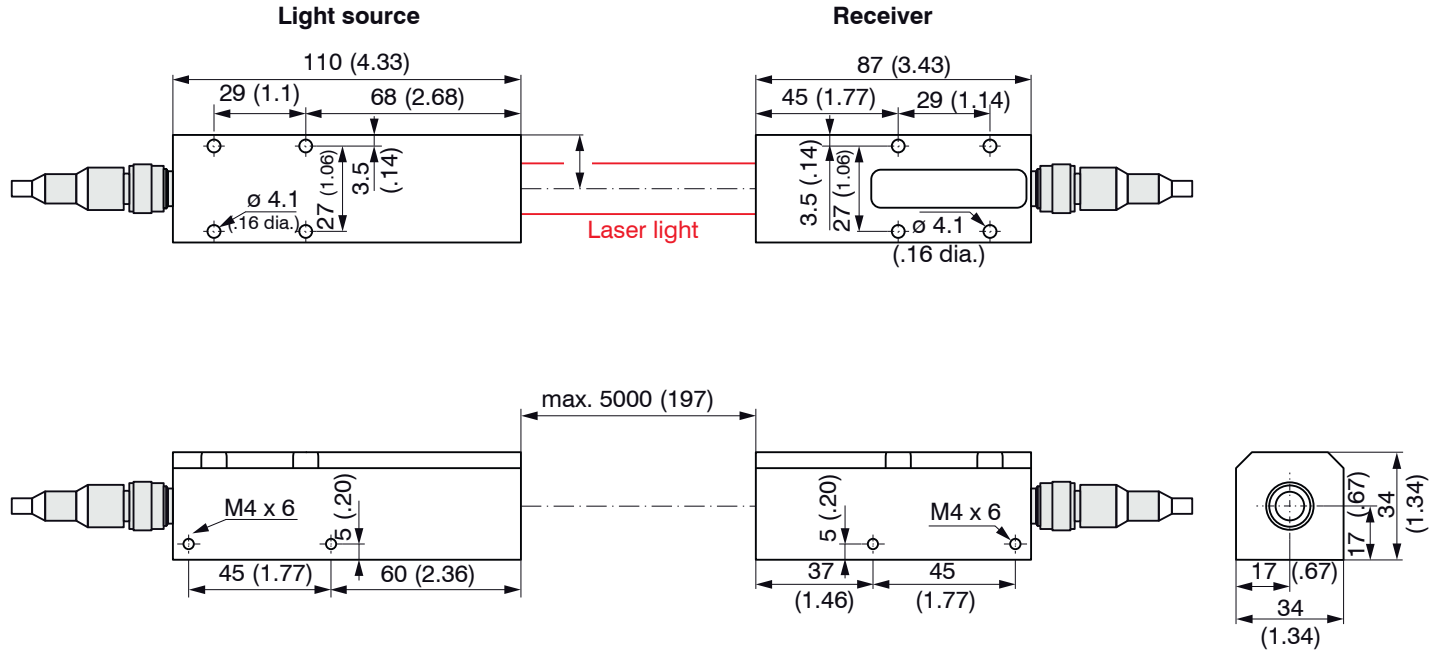 Light source
Receiver
110 (4.33)
87 (3.43)
29 (1.1)
68 (2.68)
45 (1.77)
29 (1.14)
27 (1.06)
3.5
(.14)
ø 4.1
(.16 dia.)
Laser light
3.5 (.14)
27 (1.06)
ø 4.1
(.16 dia.)
max. 5000 (197)
M4 x 6
5 (.20)
45 (1.77)
60 (2.36)
5 (.20)
M4 x 6
37
(1.46)
45
(1.77)
17 (.67)
34
(1.34)
17 (.67)
34
(1.34)